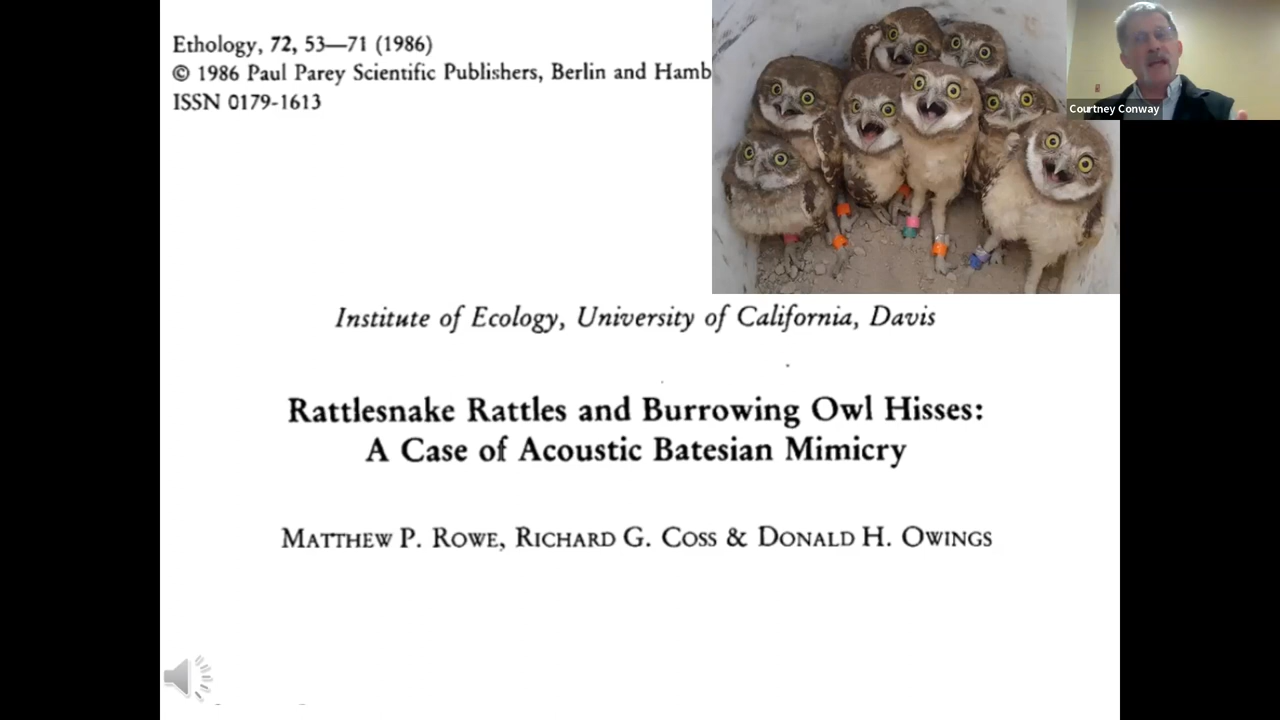 Ethology, 72, 53—71 (1986)
© 1986 Paul Parey Scientific Publishers, Berlin and Hamb
ISSN 0179-1613
Courtney Conway
Institute of Ecology, University of California, Davis
Rattlesnake Rattles and Burrowing Owl Hisses:
A Case of Acoustic Batesian Mimicry
MATTHEW P. ROWE, RICHARD G. COSS & DONALD H. OWINGS